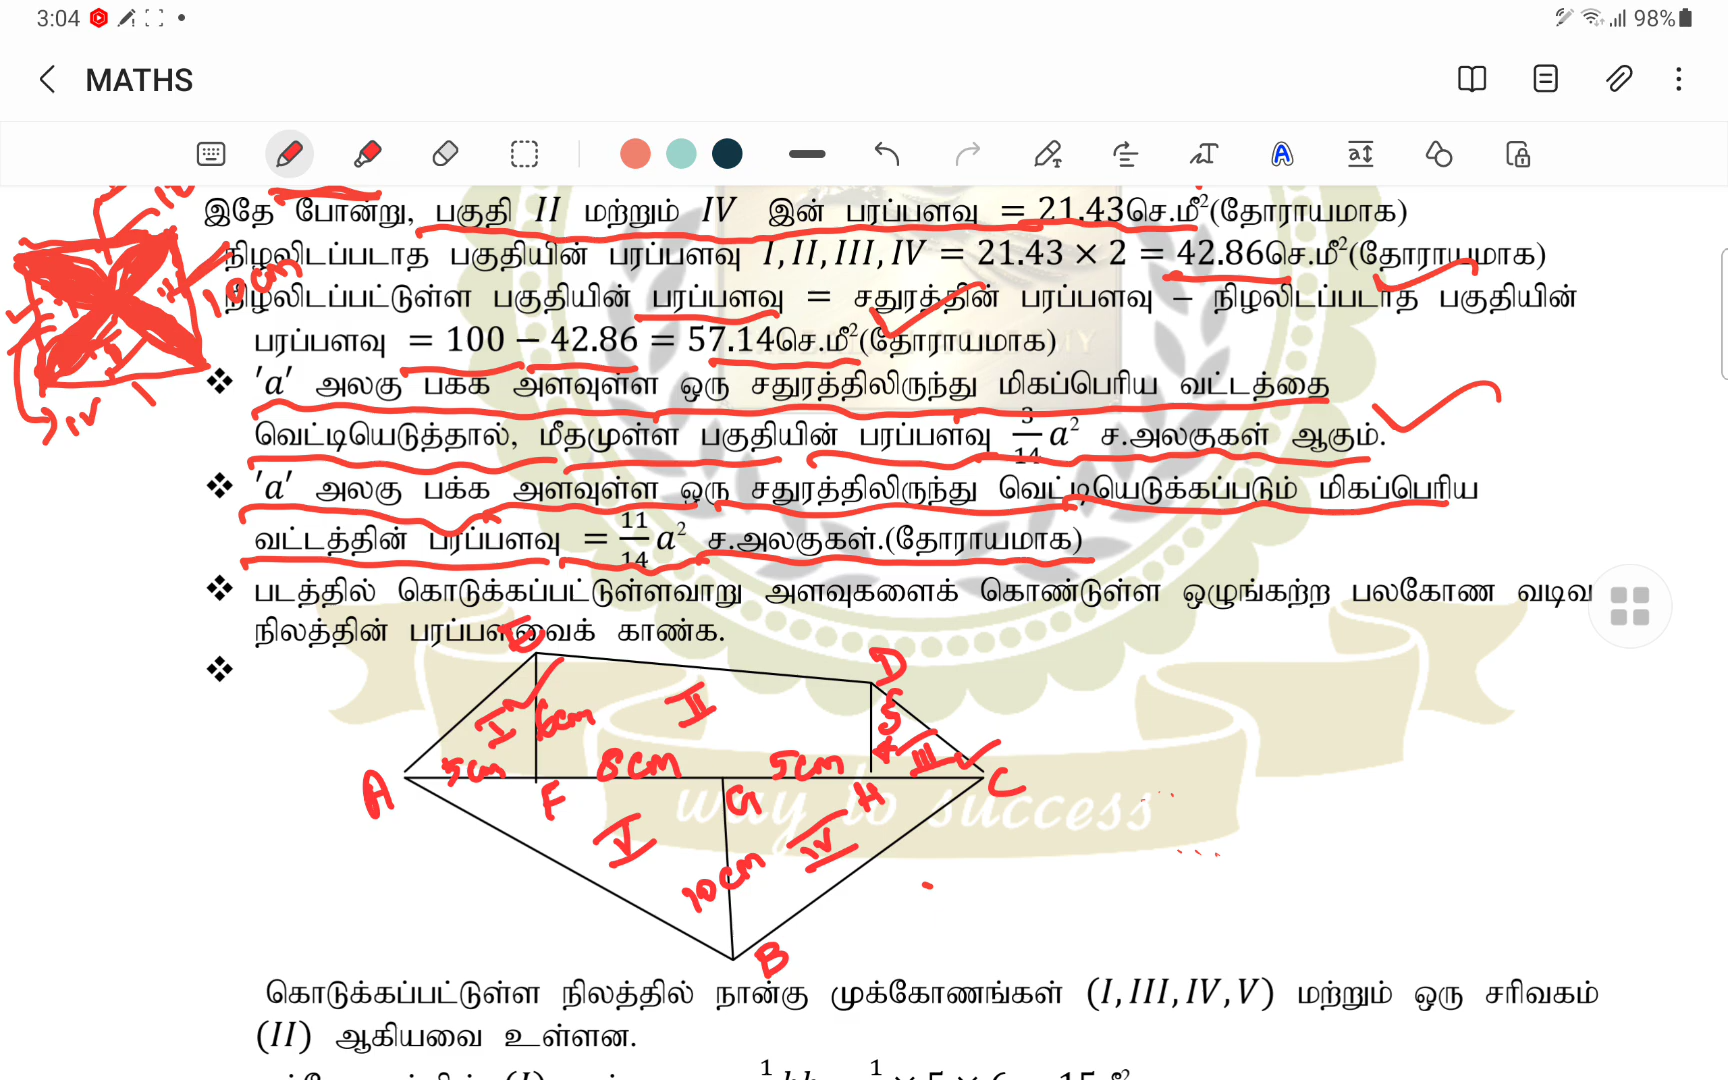 3:04
98%
MATHS
இதே போன்று, பகுதி II மற்றும் IV இன் பரப்பளவு = 21.43செ.மீ²(தோராயமாக)
நிழலிடப்படாத பகுதியின் பரப்பளவு I, II, III, IV = 21.43 × 2 = 42.86செ.மீ²(தோராயமாக)
நிழலிடப்பட்டுள்ள பகுதியின் பரப்பளவு = சதுரத்தின் பரப்பளவு − நிழலிடப்படாத பகுதியின்
பரப்பளவு = 100 − 42.86 = 57.14செ.மீ²(தோராயமாக)
10cm
IV
❖ 'a' அலகு பக்க அளவுள்ள ஒரு சதுரத்திலிருந்து மிகப்பெரிய வட்டத்தை
வெட்டியெடுத்தால், மீதமுள்ள பகுதியின் பரப்பளவு 3/14 a² ச.அலகுகள் ஆகும்.
❖ 'a' அலகு பக்க அளவுள்ள ஒரு சதுரத்திலிருந்து வெட்டியெடுக்கப்படும் மிகப்பெரிய
வட்டத்தின் பரப்பளவு = 11/14 a² ச.அலகுகள்.(தோராயமாக)
❖ படத்தில் கொடுக்கப்பட்டுள்ளவாறு அளவுகளைக் கொண்டுள்ள ஒழுங்கற்ற பலகோண வடிவ
நிலத்தின் பரப்பளவைக் காண்க.
❖
E D
I 6cm II III
5cm 8cm 5cm
A F G H C
way to success
V IV
10cm
B
கொடுக்கப்பட்டுள்ள நிலத்தில் நான்கு முக்கோணங்கள் (I, III, IV, V) மற்றும் ஒரு சரிவகம்
(II) ஆகியவை உள்ளன.